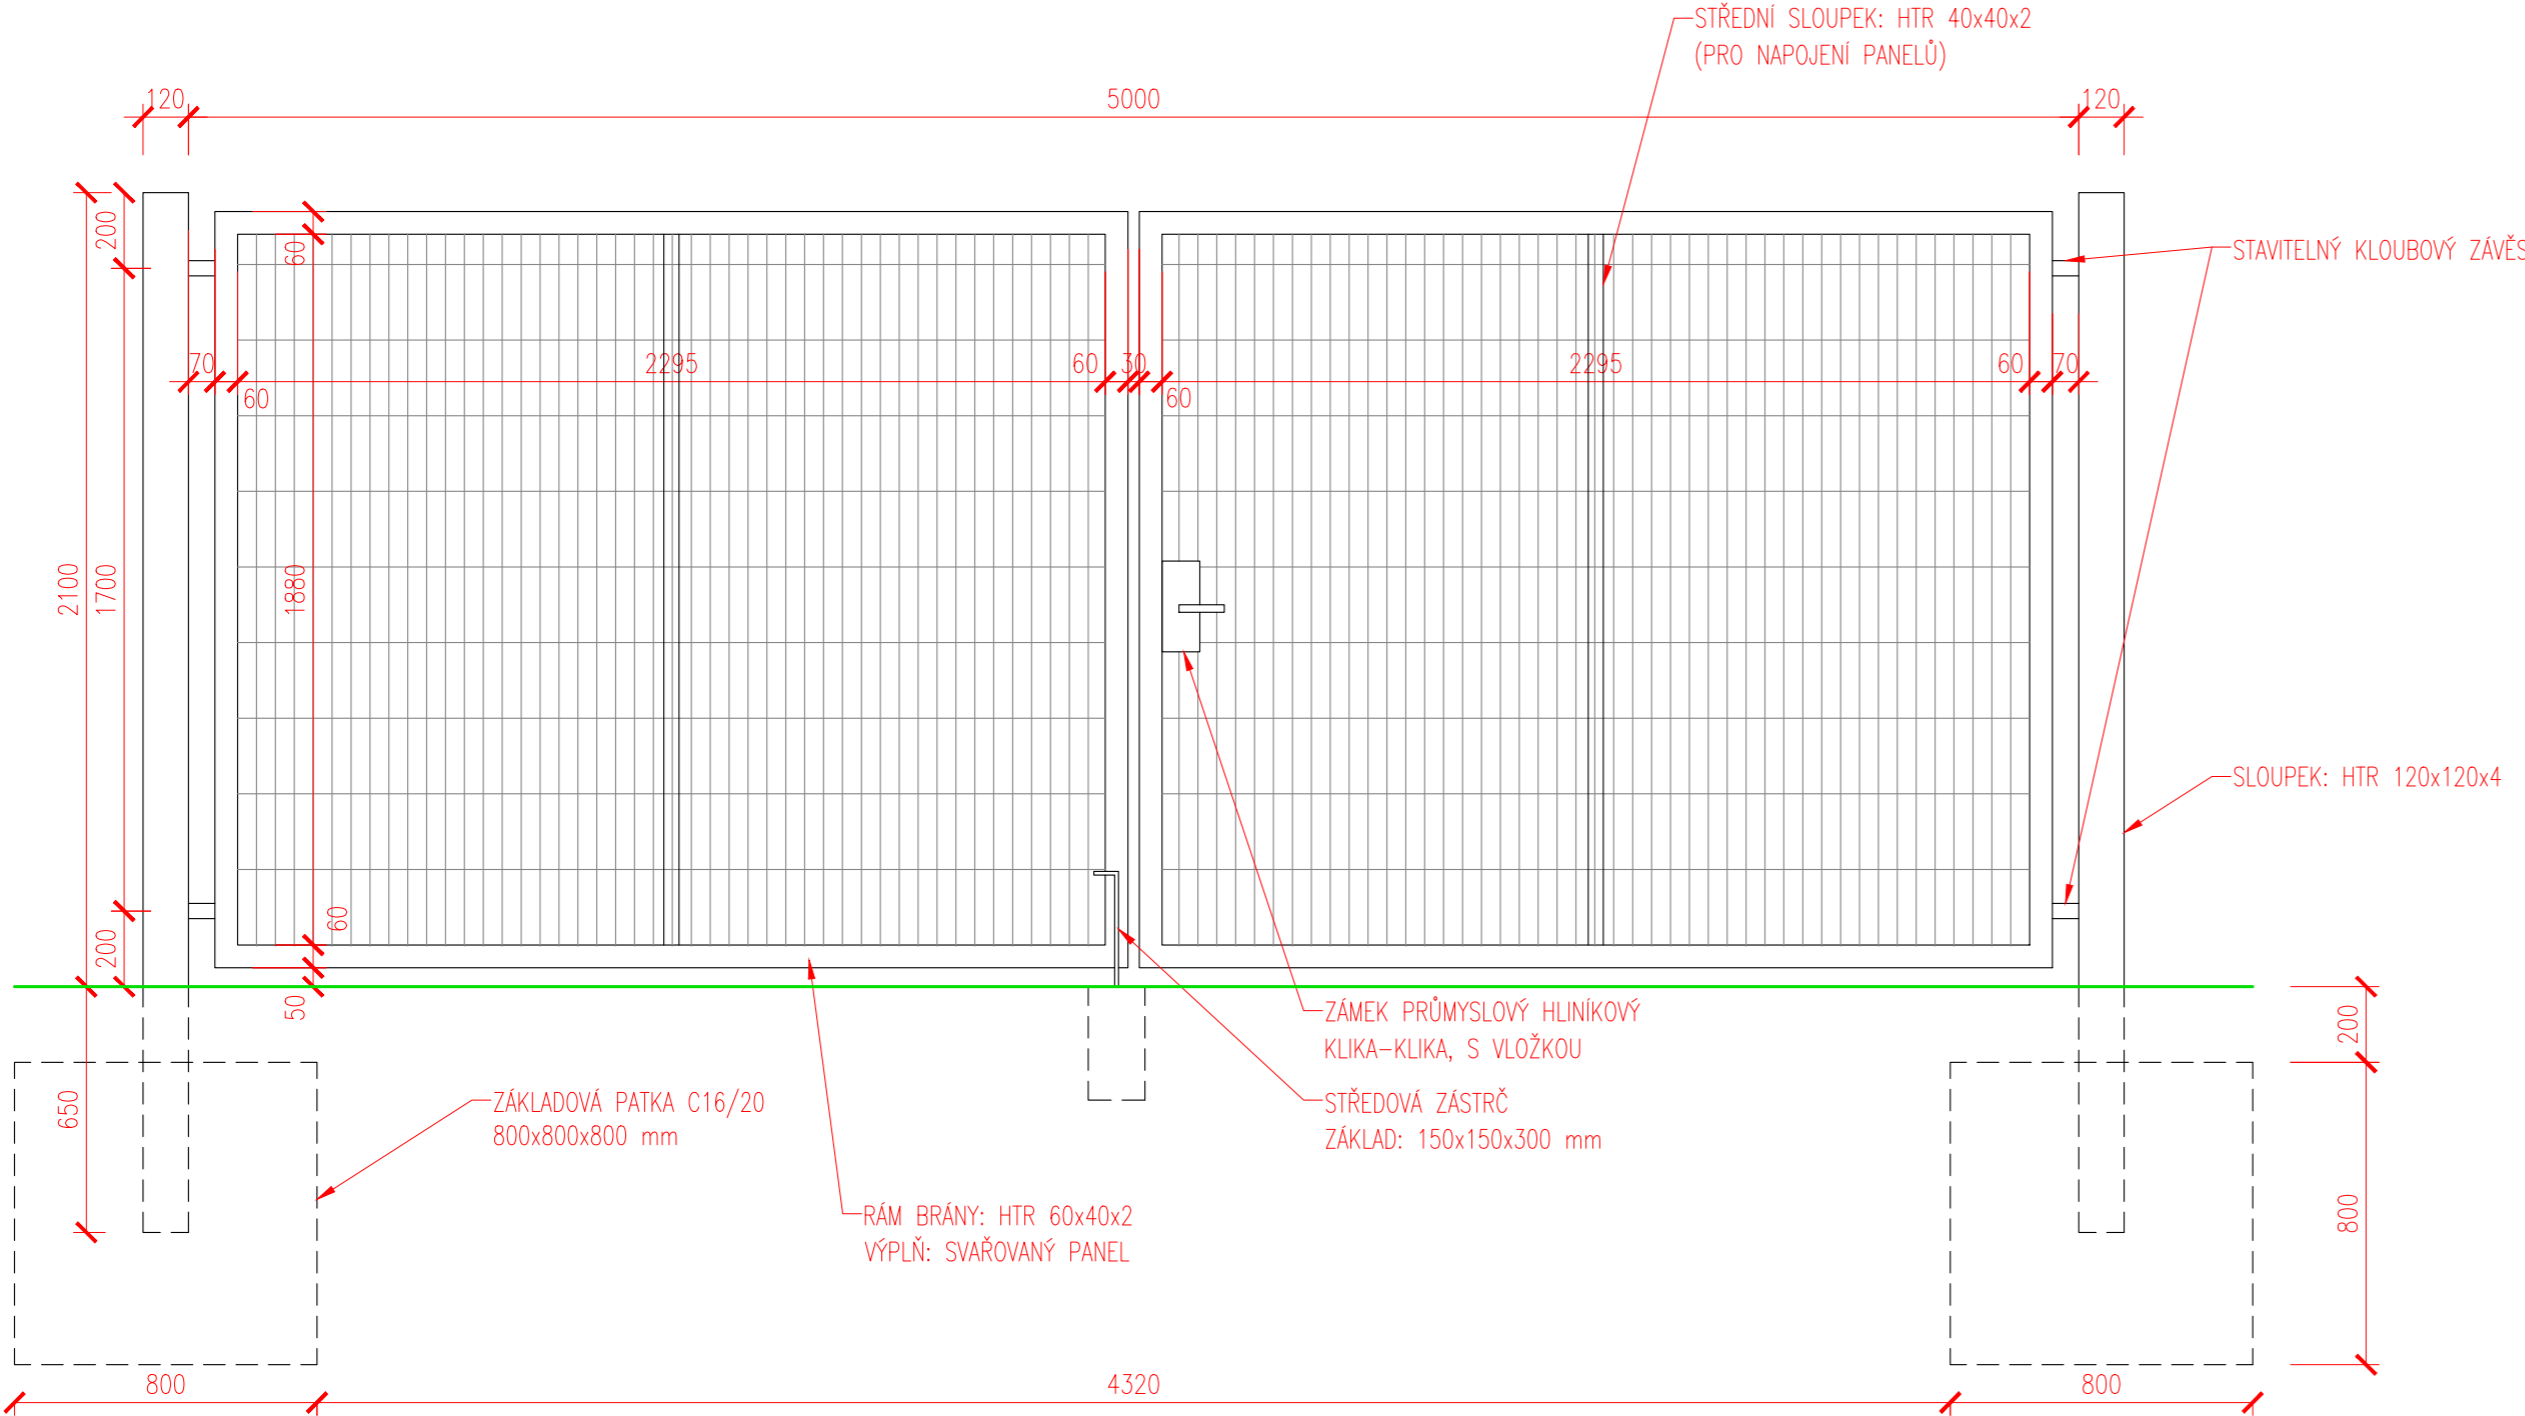 STŘEDNÍ SLOUPEK: HTR 40x40x2
(PRO NAPOJENÍ PANELŮ)
120
5000
120
200
60
STAVITELNÝ KLOUBOVÝ ZÁVĚS
70
2295
60
30
2295
60
70
60
60
2100
1700
1880
SLOUPEK: HTR 120x120x4
60
200
50
ZÁMEK PRŮMYSLOVÝ HLINÍKOVÝ
KLIKA-KLIKA, S VLOŽKOU
200
650
ZÁKLADOVÁ PATKA C16/20
800x800x800 mm
STŘEDOVÁ ZÁSTRČ
ZÁKLAD: 150x150x300 mm
RÁM BRÁNY: HTR 60x40x2
VÝPLŇ: SVAŘOVANÝ PANEL
800
800
4320
800